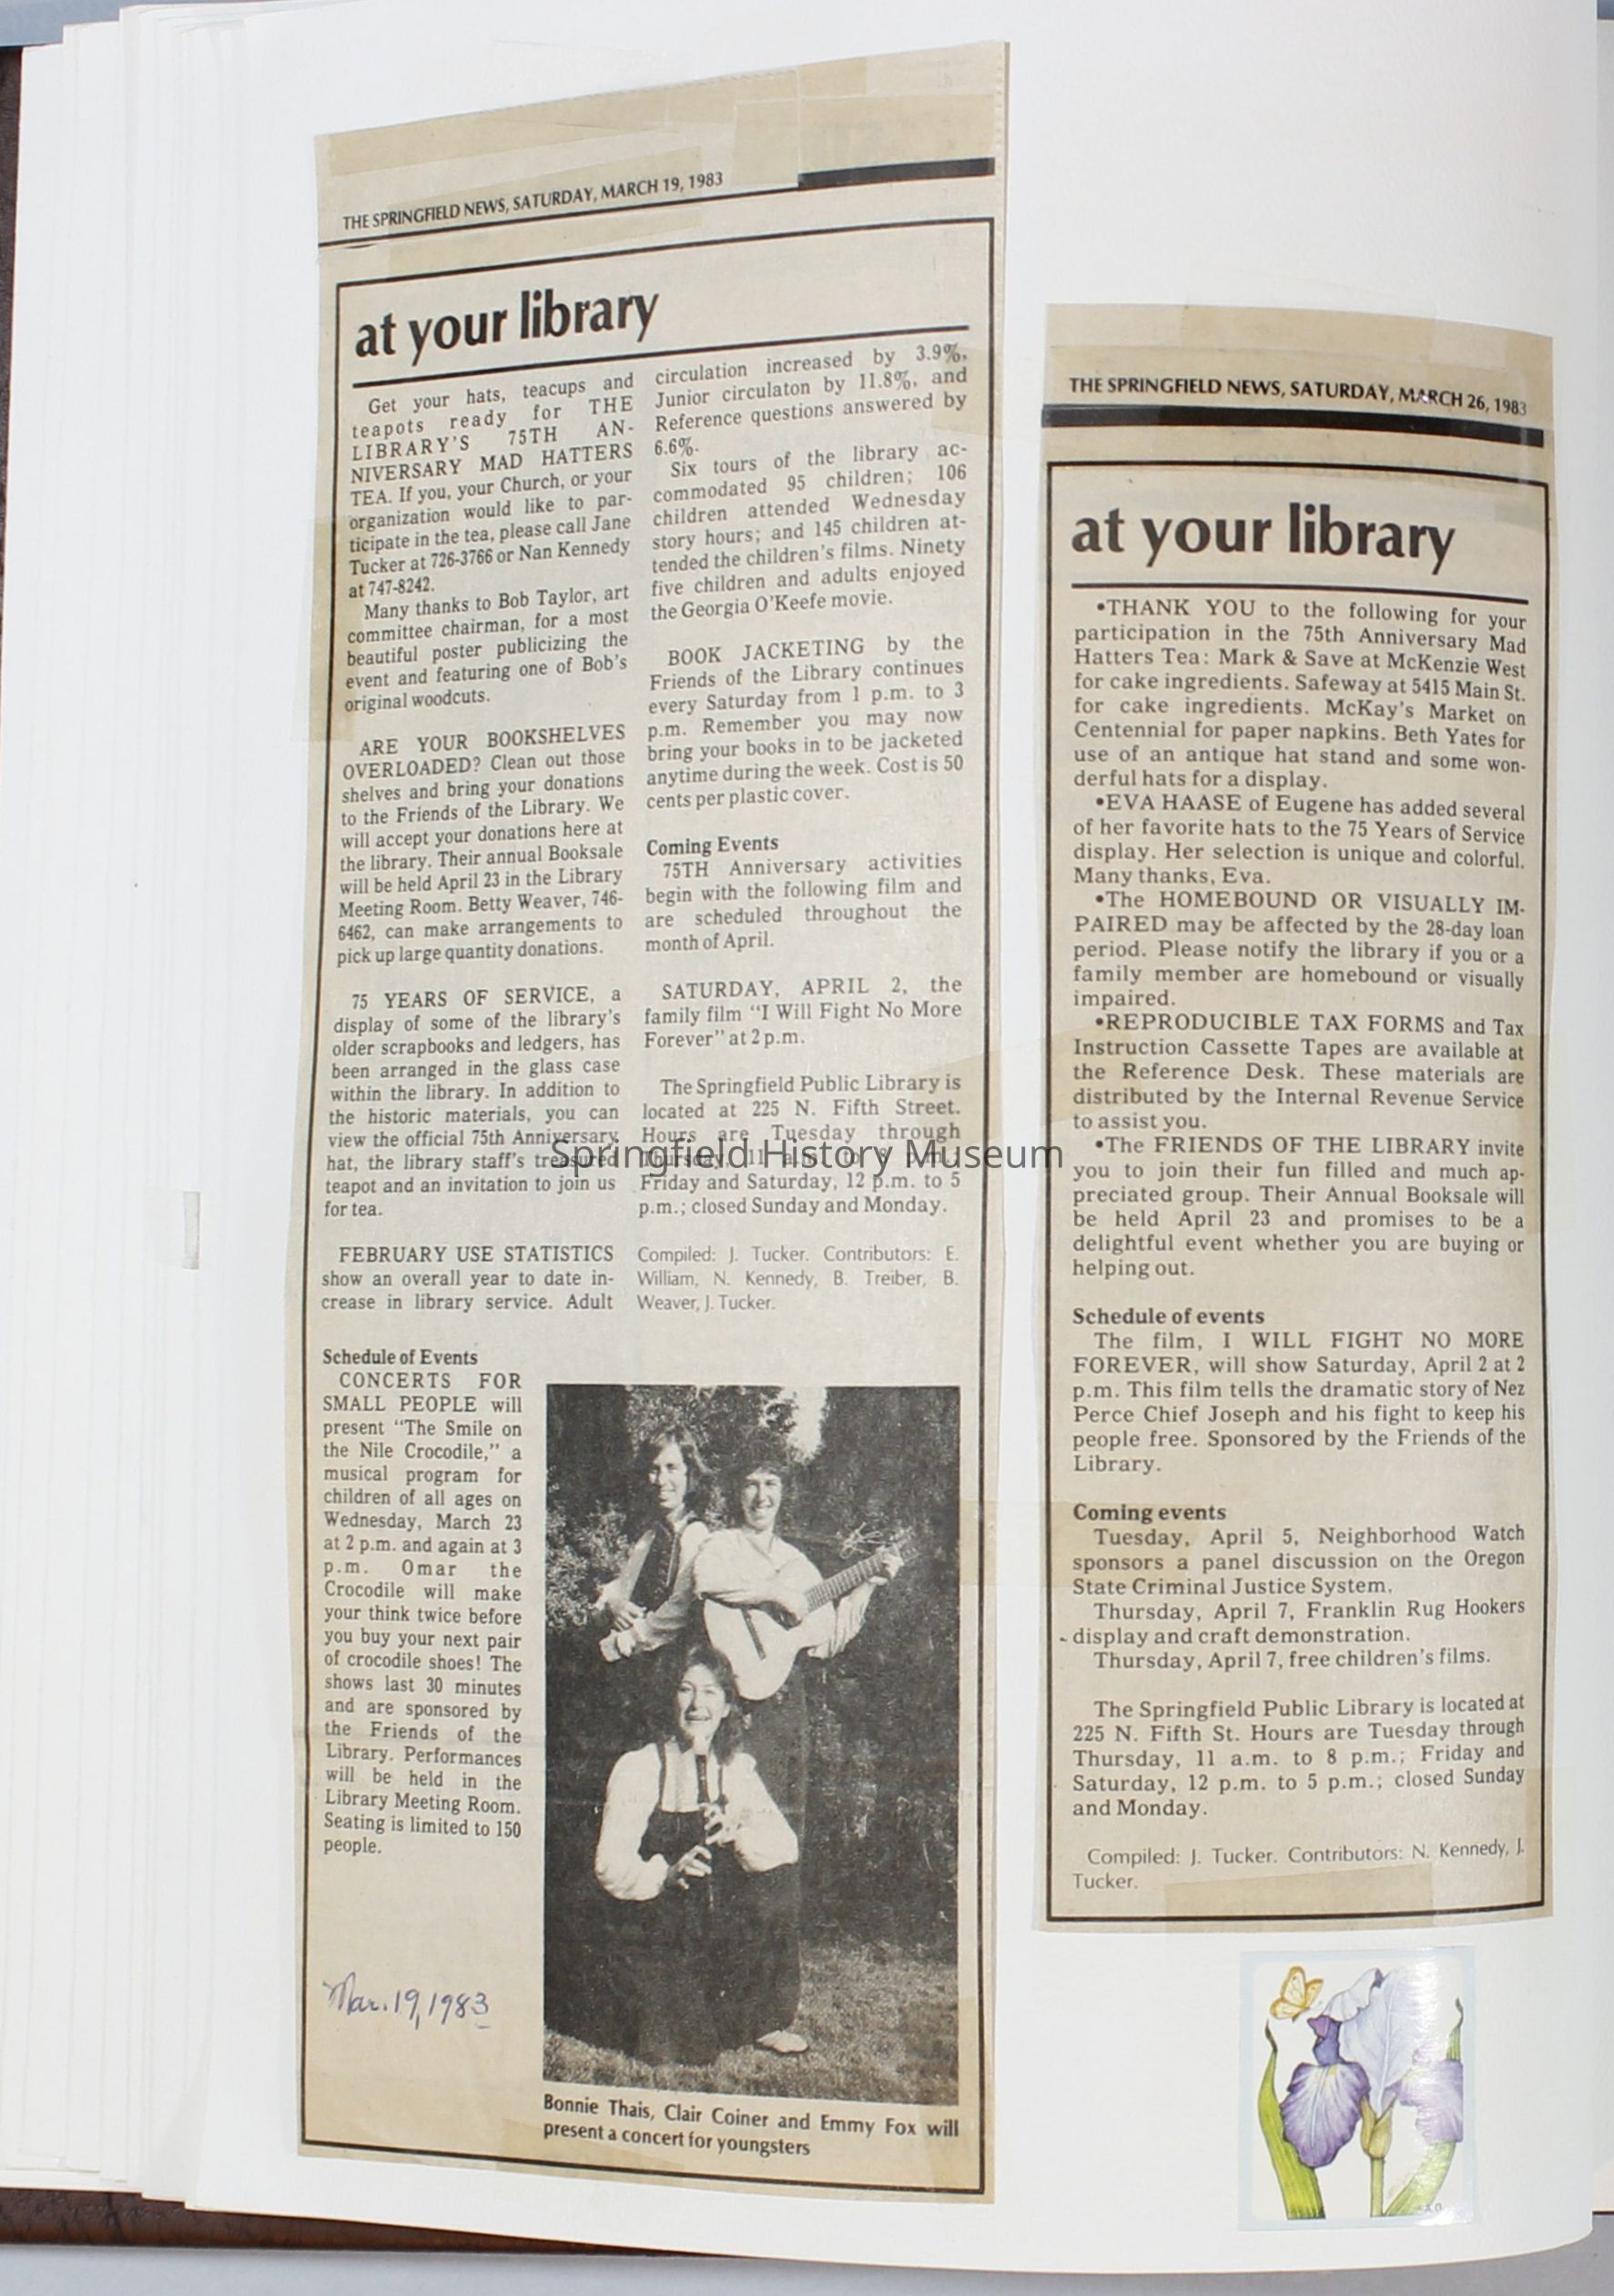 THE SPRINGFIELD NEWS, SATURDAY, MARCH 19, 1983
at your library
Get your hats, teacups and
teapots ready for THE
LIBRARY'S 75TH AN-
NIVERSARY MAD HATTERS
TEA. If you, your Church, or your
organization would like to par-
ticipate in the tea, please call Jane
Tucker at 726-3766 or Nan Kennedy
at 747-8242.
Many thanks to Bob Taylor, art
committee chairman, for a most
beautiful poster publicizing the
event and featuring one of Bob's
original woodcuts.
ARE YOUR BOOKSHELVES
OVERLOADED? Clean out those
shelves and bring your donations
to the Friends of the Library. We
will accept your donations here at
the library. Their annual Booksale
will be held April 23 in the Library
Meeting Room. Betty Weaver, 746-
6462, can make arrangements to
pick up large quantity donations.
75 YEARS OF SERVICE, a
display of some of the library's
older scrapbooks and ledgers, has
been arranged in the glass case
within the library. In addition to
the historic materials, you can
view the official 75th Anniversary
hat, the library staff's treasured
teapot and an invitation to join us
for tea.
FEBRUARY USE STATISTICS
show an overall year to date in-
crease in library service. Adult
circulation increased by 3.9%,
Junior circulaton by 11.8%, and
Reference questions answered by
6.6%.
Six tours of the library ac-
commodated 95 children; 106
children attended Wednesday
story hours; and 145 children at-
tended the children's films. Ninety
five children and adults enjoyed
the Georgia O'Keefe movie.
BOOK JACKETING by the
Friends of the Library continues
every Saturday from 1 p.m. to 3
p.m. Remember you may now
bring your books in to be jacketed
anytime during the week. Cost is 50
cents per plastic cover.
Coming Events
75TH Anniversary activities
begin with the following film and
are scheduled throughout the
month of April.
SATURDAY, APRIL 2, the
family film "I Will Fight No More
Forever" at 2 p.m.
The Springfield Public Library is
located at 225 N. Fifth Street.
Hours are Tuesday through
Thursday, 11 a.m. to 8 p.m.;
Friday and Saturday, 12 p.m. to 5
p.m.; closed Sunday and Monday.
Compiled: J. Tucker. Contributors: E.
William, N. Kennedy, B. Treiber, B.
Weaver, J. Tucker.
Schedule of Events
CONCERTS FOR
SMALL PEOPLE will
present "The Smile on
the Nile Crocodile," a
musical program for
children of all ages on
Wednesday, March 23
at 2 p.m. and again at 3
p.m. Omar the
Crocodile will make
your think twice before
you buy your next pair
of crocodile shoes! The
shows last 30 minutes
and are sponsored by
the Friends of the
Library. Performances
will be held in the
Library Meeting Room.
Seating is limited to 150
people.
Mar. 19, 1983
Bonnie Thais, Clair Coiner and Emmy Fox will
present a concert for youngsters
Springfield History Museum
THE SPRINGFIELD NEWS, SATURDAY, MARCH 26, 1983
at your library
•THANK YOU to the following for your
participation in the 75th Anniversary Mad
Hatters Tea: Mark & Save at McKenzie West
for cake ingredients. Safeway at 5415 Main St.
for cake ingredients. McKay's Market on
Centennial for paper napkins. Beth Yates for
use of an antique hat stand and some won-
derful hats for a display.
•EVA HAASE of Eugene has added several
of her favorite hats to the 75 Years of Service
display. Her selection is unique and colorful.
Many thanks, Eva.
•The HOMEBOUND OR VISUALLY IM-
PAIRED may be affected by the 28-day loan
period. Please notify the library if you or a
family member are homebound or visually
impaired.
•REPRODUCIBLE TAX FORMS and Tax
Instruction Cassette Tapes are available at
the Reference Desk. These materials are
distributed by the Internal Revenue Service
to assist you.
•The FRIENDS OF THE LIBRARY invite
you to join their fun filled and much ap-
preciated group. Their Annual Booksale will
be held April 23 and promises to be a
delightful event whether you are buying or
helping out.
Schedule of events
The film, I WILL FIGHT NO MORE
FOREVER, will show Saturday, April 2 at 2
p.m. This film tells the dramatic story of Nez
Perce Chief Joseph and his fight to keep his
people free. Sponsored by the Friends of the
Library.
Coming events
Tuesday, April 5, Neighborhood Watch
sponsors a panel discussion on the Oregon
State Criminal Justice System.
Thursday, April 7, Franklin Rug Hookers
display and craft demonstration.
Thursday, April 7, free children's films.
The Springfield Public Library is located at
225 N. Fifth St. Hours are Tuesday through
Thursday, 11 a.m. to 8 p.m.; Friday and
Saturday, 12 p.m. to 5 p.m.; closed Sunday
and Monday.
Compiled: J. Tucker. Contributors: N. Kennedy, J.
Tucker.